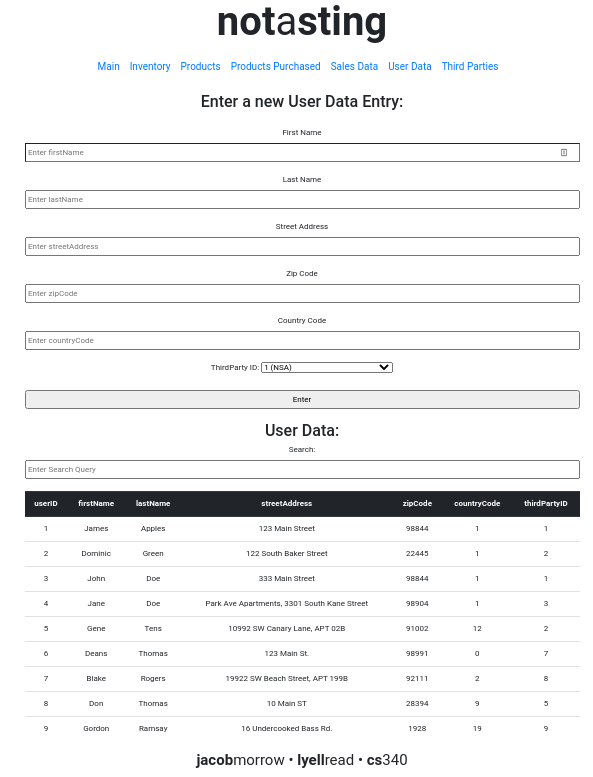 notasting
Main Inventory Products Products Purchased Sales Data User Data Third Parties
Enter a new User Data Entry:
First Name
Enter firstName
Last Name
Enter lastName
Street Address
Enter streetAddress
Zip Code
Enter zipCode
Country Code
Enter countryCode
ThirdParty ID: 1 (NSA)
Enter
User Data:
Search:
Enter Search Query
userID firstName lastName streetAddress zipCode countryCode thirdPartyID
1 James Apples 123 Main Street 98844 1 1
2 Dominic Green 122 South Baker Street 22445 1 2
3 John Doe 333 Main Street 98844 1 1
4 Jane Doe Park Ave Apartments, 3301 South Kane Street 98904 1 3
5 Gene Tens 10992 SW Canary Lane, APT 02B 91002 12 2
6 Deans Thomas 123 Main St. 98991 0 7
7 Blake Rogers 19922 SW Beach Street, APT 199B 92111 2 8
8 Don Thomas 10 Main ST 28394 9 5
9 Gordon Ramsay 16 Undercooked Bass Rd. 1928 19 9
jacobmorrow • lyellread • cs340